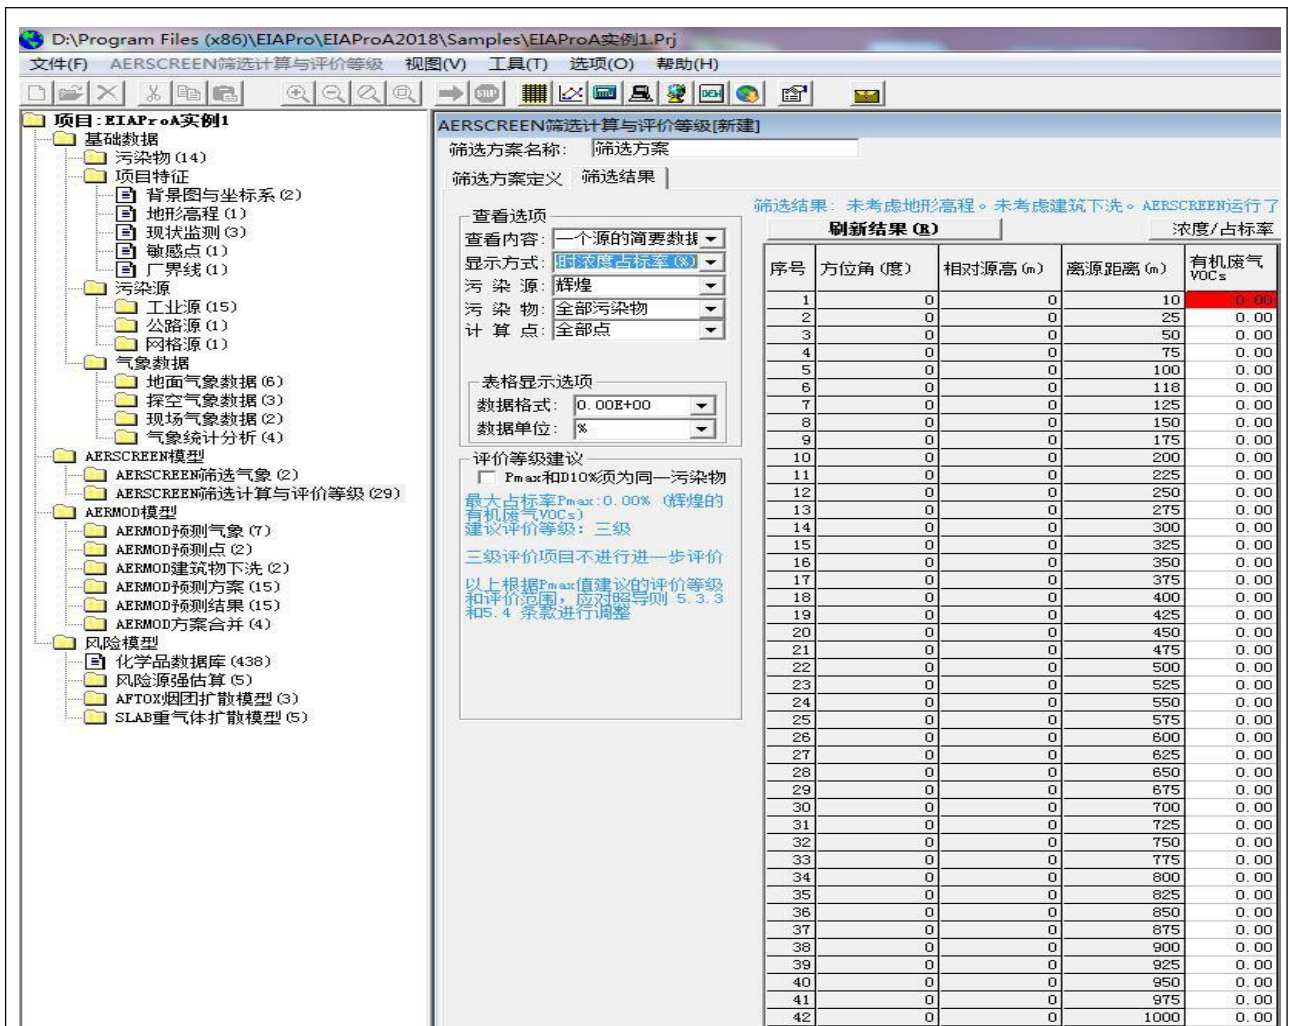 D:\Program Files (x86)\EIAPro\EIAProA2018\Samples\EIAProA实例1.Prj
文件(F) AERSCREEN筛选计算与评价等级 视图(V) 工具(T) 选项(O) 帮助(H)
项目:EIAProA实例1
基础数据
污染物(14)
项目特征
背景图与坐标系(2)
地形高程(1)
现状监测(3)
敏感点(1)
厂界线(1)
污染源
工业源(15)
公路源(1)
网格源(1)
气象数据
地面气象数据(6)
探空气象数据(3)
现场气象数据(2)
气象统计分析(4)
AERSCREEN模型
AERSCREEN筛选气象(2)
AERSCREEN筛选计算与评价等级(29)
AERMOD模型
AERMOD预测气象(7)
AERMOD预测点(2)
AERMOD建筑物下洗(2)
AERMOD预测方案(15)
AERMOD预测结果(15)
AERMOD方案合并(4)
风险模型
化学品数据库(438)
风险源强估算(5)
AFTOX烟团扩散模型(3)
SLAB重气体扩散模型(5)
AERSCREEN筛选计算与评价等级[新建]
筛选方案名称: 筛选方案
筛选方案定义 筛选结果
查看选项
查看内容: 一个源的简要数据
显示方式: 时浓度占标率(%)
污 染 源: 辉煌
污 染 物: 全部污染物
计 算 点: 全部点
表格显示选项
数据格式: 0.00E+00
数据单位: %
评价等级建议
Pmax和D10%须为同一污染物
最大占标率Pmax:0.00% (辉煌的
有机废气VOCs)
建议评价等级: 三级
三级评价项目不进行进一步评价
以上根据Pmax值建议的评价等级
和评价范围,应对照导则 5.3.3
和5.4 条款进行调整
筛选结果: 未考虑地形高程。未考虑建筑下洗。AERSCREEN运行了
刷新结果(R) 浓度/占标率
序号 方位角(度) 相对源高(m) 离源距离(m) 有机废气
VOCs
1 0 0 10 0.00
2 0 0 25 0.00
3 0 0 50 0.00
4 0 0 75 0.00
5 0 0 100 0.00
6 0 0 118 0.00
7 0 0 125 0.00
8 0 0 150 0.00
9 0 0 175 0.00
10 0 0 200 0.00
11 0 0 225 0.00
12 0 0 250 0.00
13 0 0 275 0.00
14 0 0 300 0.00
15 0 0 325 0.00
16 0 0 350 0.00
17 0 0 375 0.00
18 0 0 400 0.00
19 0 0 425 0.00
20 0 0 450 0.00
21 0 0 475 0.00
22 0 0 500 0.00
23 0 0 525 0.00
24 0 0 550 0.00
25 0 0 575 0.00
26 0 0 600 0.00
27 0 0 625 0.00
28 0 0 650 0.00
29 0 0 675 0.00
30 0 0 700 0.00
31 0 0 725 0.00
32 0 0 750 0.00
33 0 0 775 0.00
34 0 0 800 0.00
35 0 0 825 0.00
36 0 0 850 0.00
37 0 0 875 0.00
38 0 0 900 0.00
39 0 0 925 0.00
40 0 0 950 0.00
41 0 0 975 0.00
42 0 0 1000 0.00